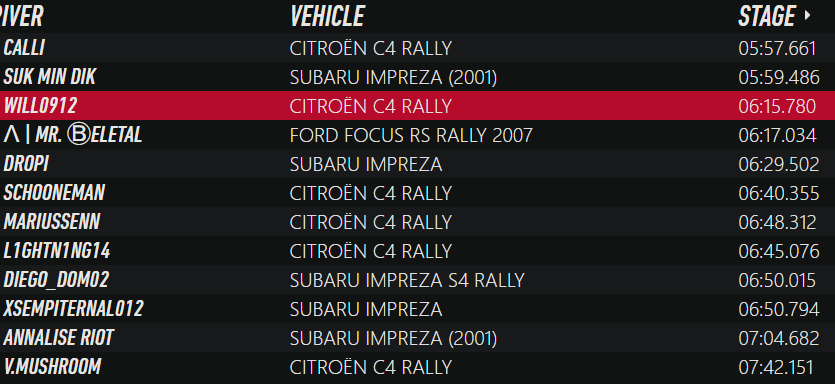 IVER VEHICLE STAGE
CALLI CITROËN C4 RALLY 05:57.661
SUK MIN DIK SUBARU IMPREZA (2001) 05:59.486
WILL0912 CITROËN C4 RALLY 06:15.780
Λ | MR. ⒷELETAL FORD FOCUS RS RALLY 2007 06:17.034
DROPI SUBARU IMPREZA 06:29.502
SCHOONEMAN CITROËN C4 RALLY 06:40.355
MARIUSSENN CITROËN C4 RALLY 06:48.312
L1GHTN1NG14 CITROËN C4 RALLY 06:45.076
DIEGO_DOM02 SUBARU IMPREZA S4 RALLY 06:50.015
XSEMPITERNAL012 SUBARU IMPREZA 06:50.794
ANNALISE RIOT SUBARU IMPREZA (2001) 07:04.682
V.MUSHROOM CITROËN C4 RALLY 07:42.151